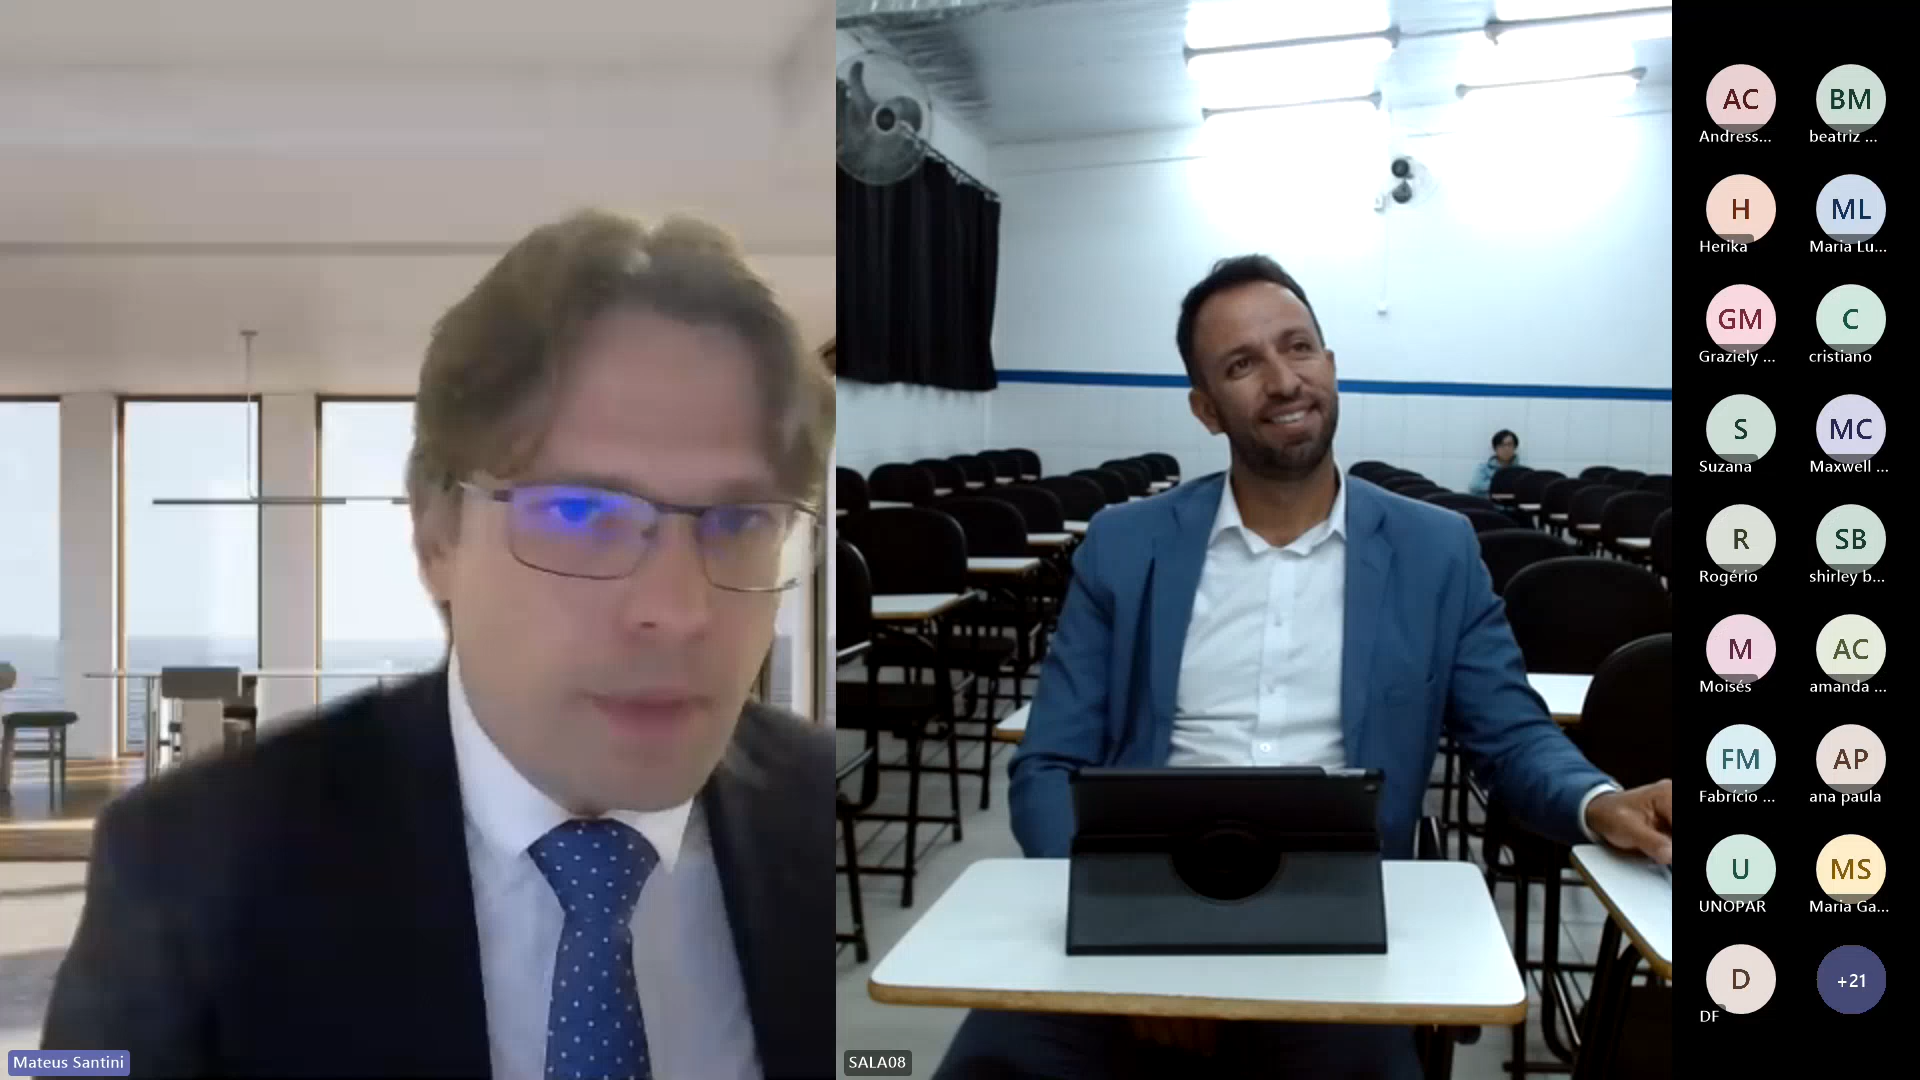 Mateus Santini
SALA08
AC
Andress...
BM
beatriz ...
H
Herika
ML
Maria Lu...
GM
Graziely ...
C
cristiano
S
Suzana
MC
Maxwell ...
R
Rogério
SB
shirley b...
M
Moisés
AC
amanda ...
FM
Fabrício ...
AP
ana paula
U
UNOPAR
MS
Maria Ga...
D
DF
+21